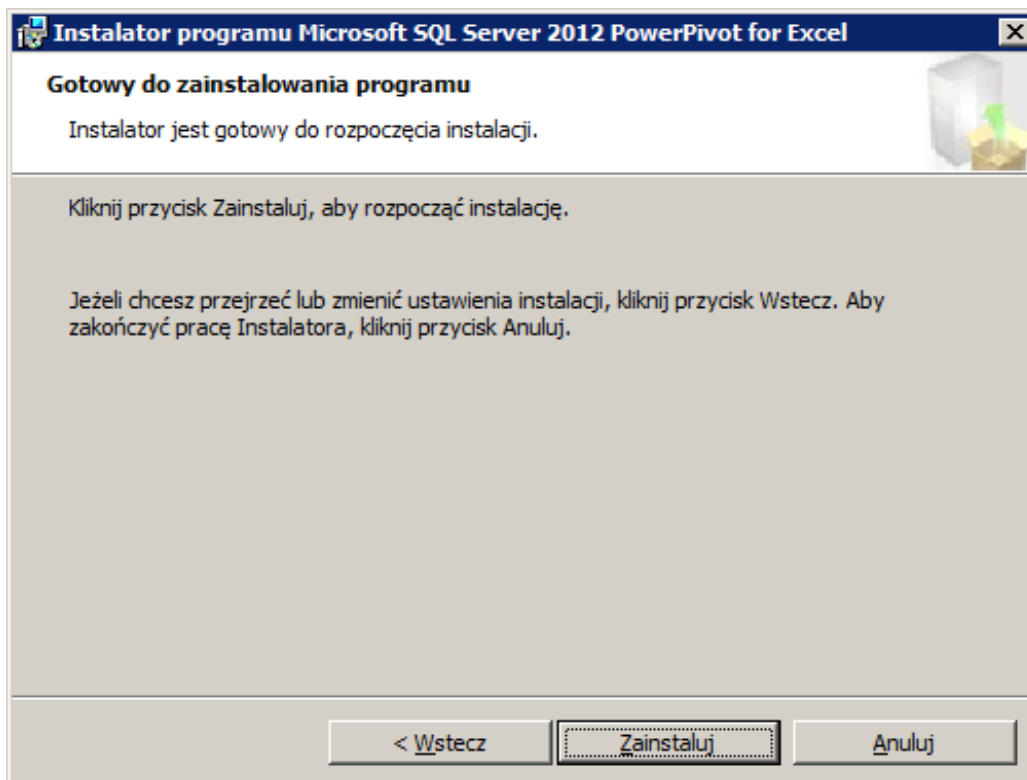 Instalator programu Microsoft SQL Server 2012 PowerPivot for Excel
Gotowy do zainstalowania programu
Instalator jest gotowy do rozpoczęcia instalacji.
Kliknij przycisk Zainstaluj, aby rozpocząć instalację.
Jeżeli chcesz przejrzeć lub zmienić ustawienia instalacji, kliknij przycisk Wstecz. Aby
zakończyć pracę Instalatora, kliknij przycisk Anuluj.
< Wstecz Zainstaluj Anuluj